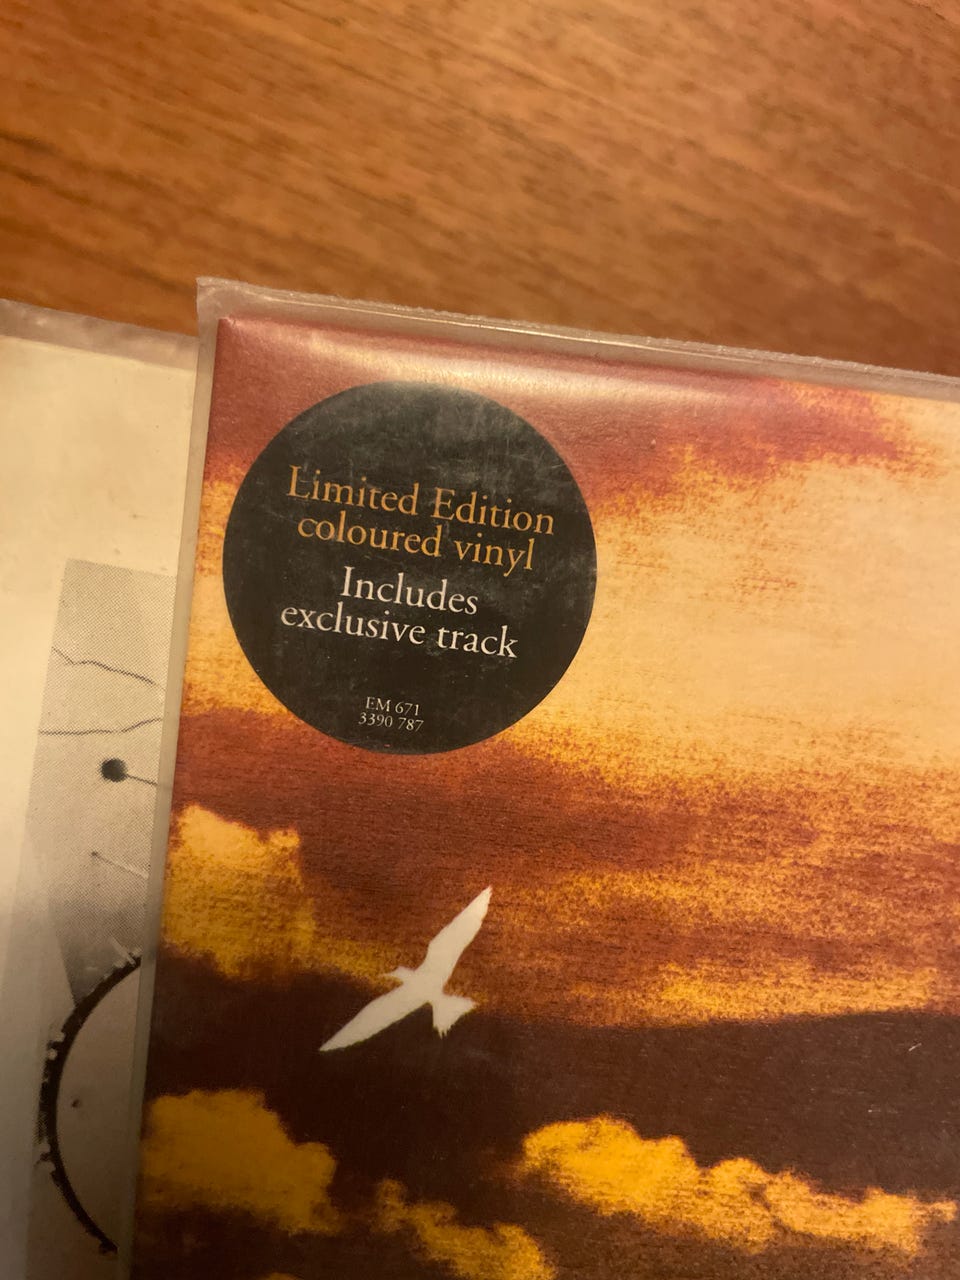 Limited Edition
coloured vinyl
Includes
exclusive track
EM 671
3390 787